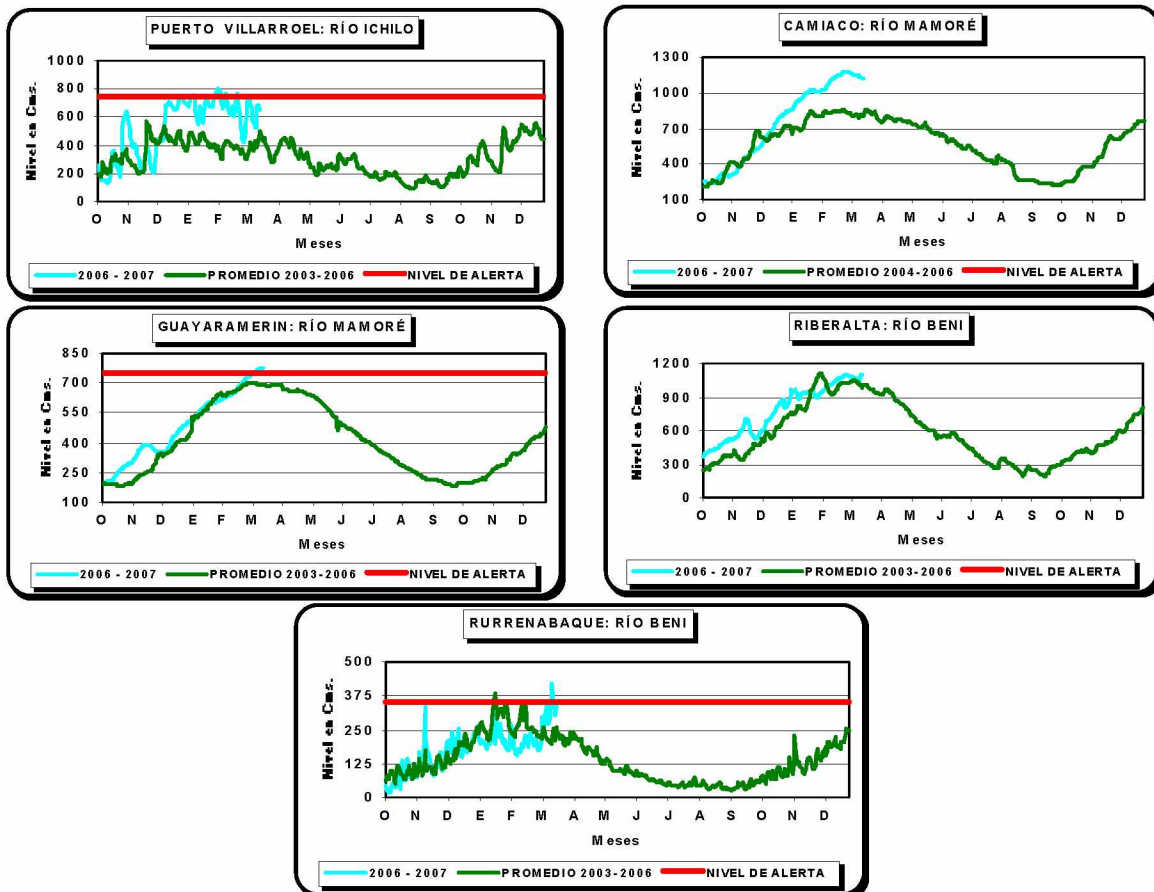 PUERTO VILLARROEL: RÍO ICHILO
1000
800
600
400
200
0
Nivel en Cms.
O N D E F M A M J J A S O N D
Meses
2006 - 2007 PROMEDIO 2003-2006 NIVEL DE ALERTA
CAMIACO: RÍO MAMORÉ
1300
1000
700
400
100
Nivel en Cms.
O N D E F M A M J J A S O N D
Meses
2006 - 2007 PROMEDIO 2004-2006 NIVEL DE ALERTA
GUAYARAMERIN: RÍO MAMORÉ
850
700
550
400
250
100
Nivel en Cms.
O N D E F M A M J J A S O N D
Meses
2006 - 2007 PROMEDIO 2003-2006 NIVEL DE ALERTA
RIBERALTA: RÍO BENI
1200
900
600
300
0
Nivel en Cms.
O N D E F M A M J J A S O N D
Meses
2006 - 2007 PROMEDIO 2003-2006 NIVEL DE ALERTA
RURRENABAQUE: RÍO BENI
500
375
250
125
0
Nivel en Cms.
O N D E F M A M J J A S O N D
Meses
2006 - 2007 PROMEDIO 2003-2006 NIVEL DE ALERTA